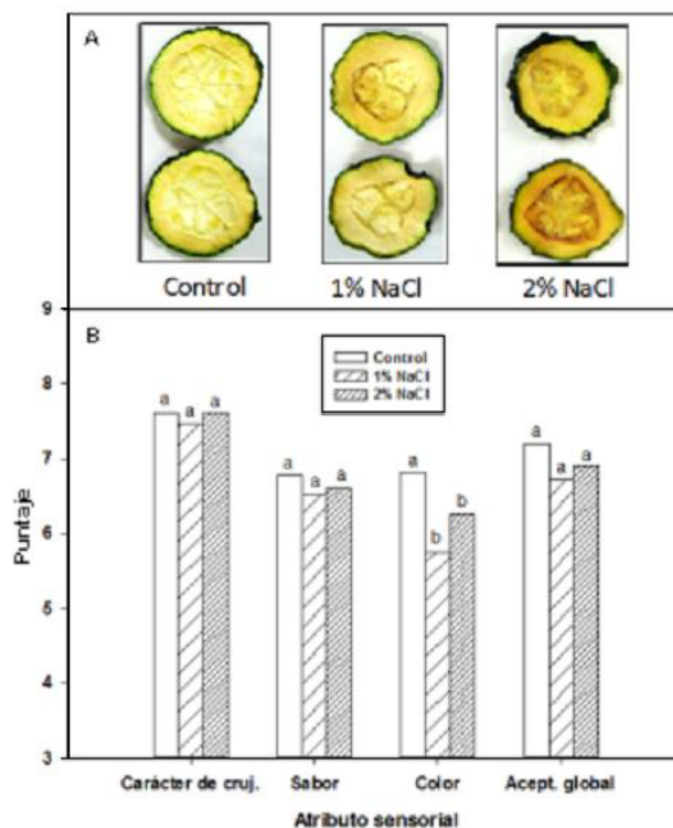 A
Control 1% NaCl 2% NaCl
9
B
Control
1% NaCl
2% NaCl
8
a a a
a
7
a a a
a
a a
6
b
b
5
4
3
Puntaje
Carácter de cruj. Sabor Color Acept. global
Atributo sensorial